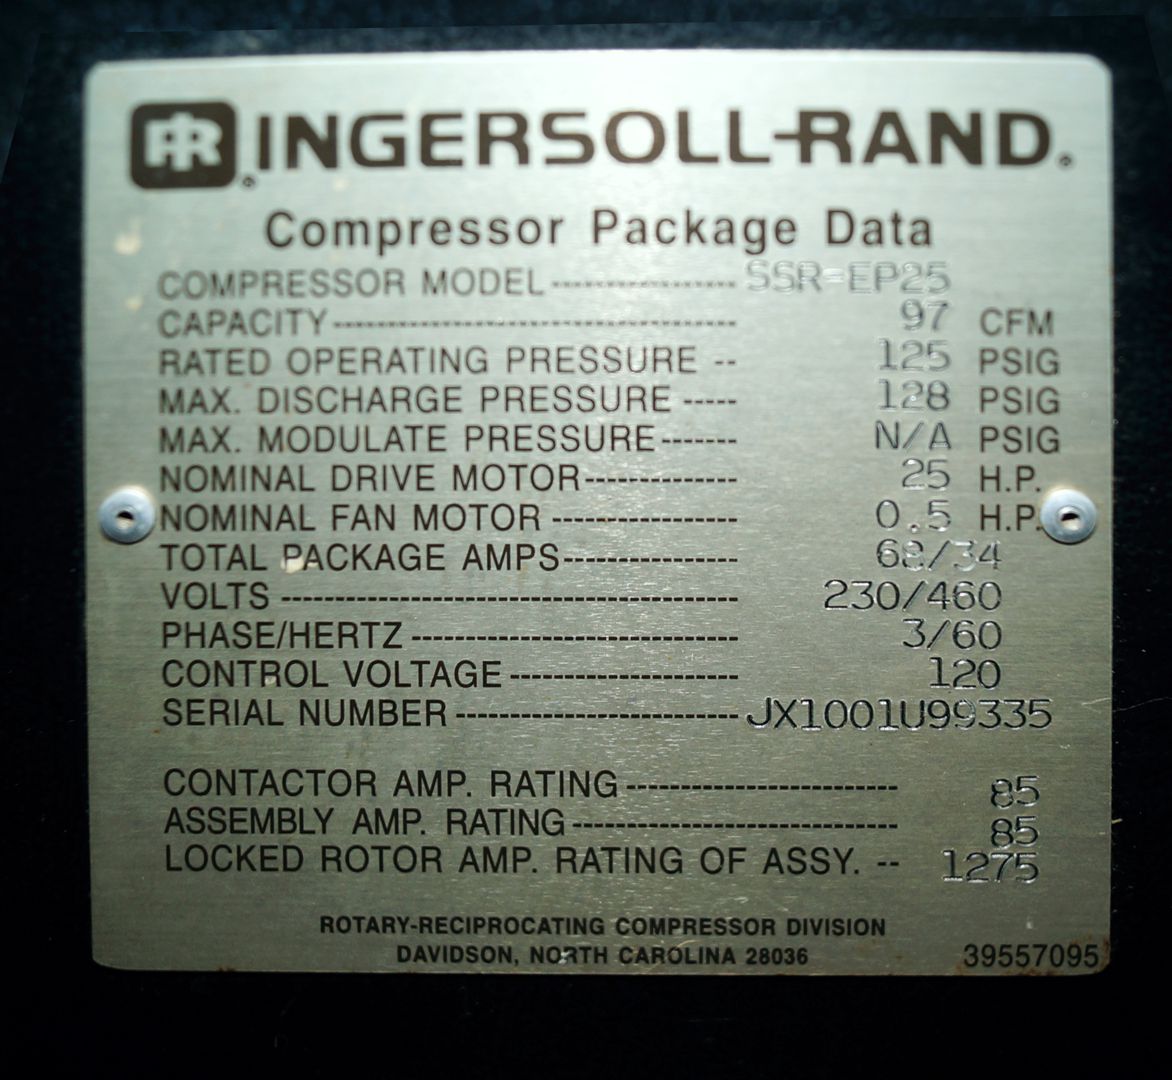 IR INGERSOLL-RAND®
Compressor Package Data
COMPRESSOR MODEL ---------------- SSR-EP25
CAPACITY ------------------------------------ 97 CFM
RATED OPERATING PRESSURE -- 125 PSIG
MAX. DISCHARGE PRESSURE ----- 128 PSIG
MAX. MODULATE PRESSURE ------- N/A PSIG
NOMINAL DRIVE MOTOR -------------- 25 H.P.
NOMINAL FAN MOTOR ----------------- 0.5 H.P.
TOTAL PACKAGE AMPS ---------------- 68/34
VOLTS ----------------------------------------- 230/460
PHASE/HERTZ ----------------------------- 3/60
CONTROL VOLTAGE -------------------- 120
SERIAL NUMBER ------------------------- JX1001U99335
CONTACTOR AMP. RATING ------------------------ 85
ASSEMBLY AMP. RATING ----------------------------- 85
LOCKED ROTOR AMP. RATING OF ASSY. -- 1275
ROTARY-RECIPROCATING COMPRESSOR DIVISION
DAVIDSON, NORTH CAROLINA 28036 39557095